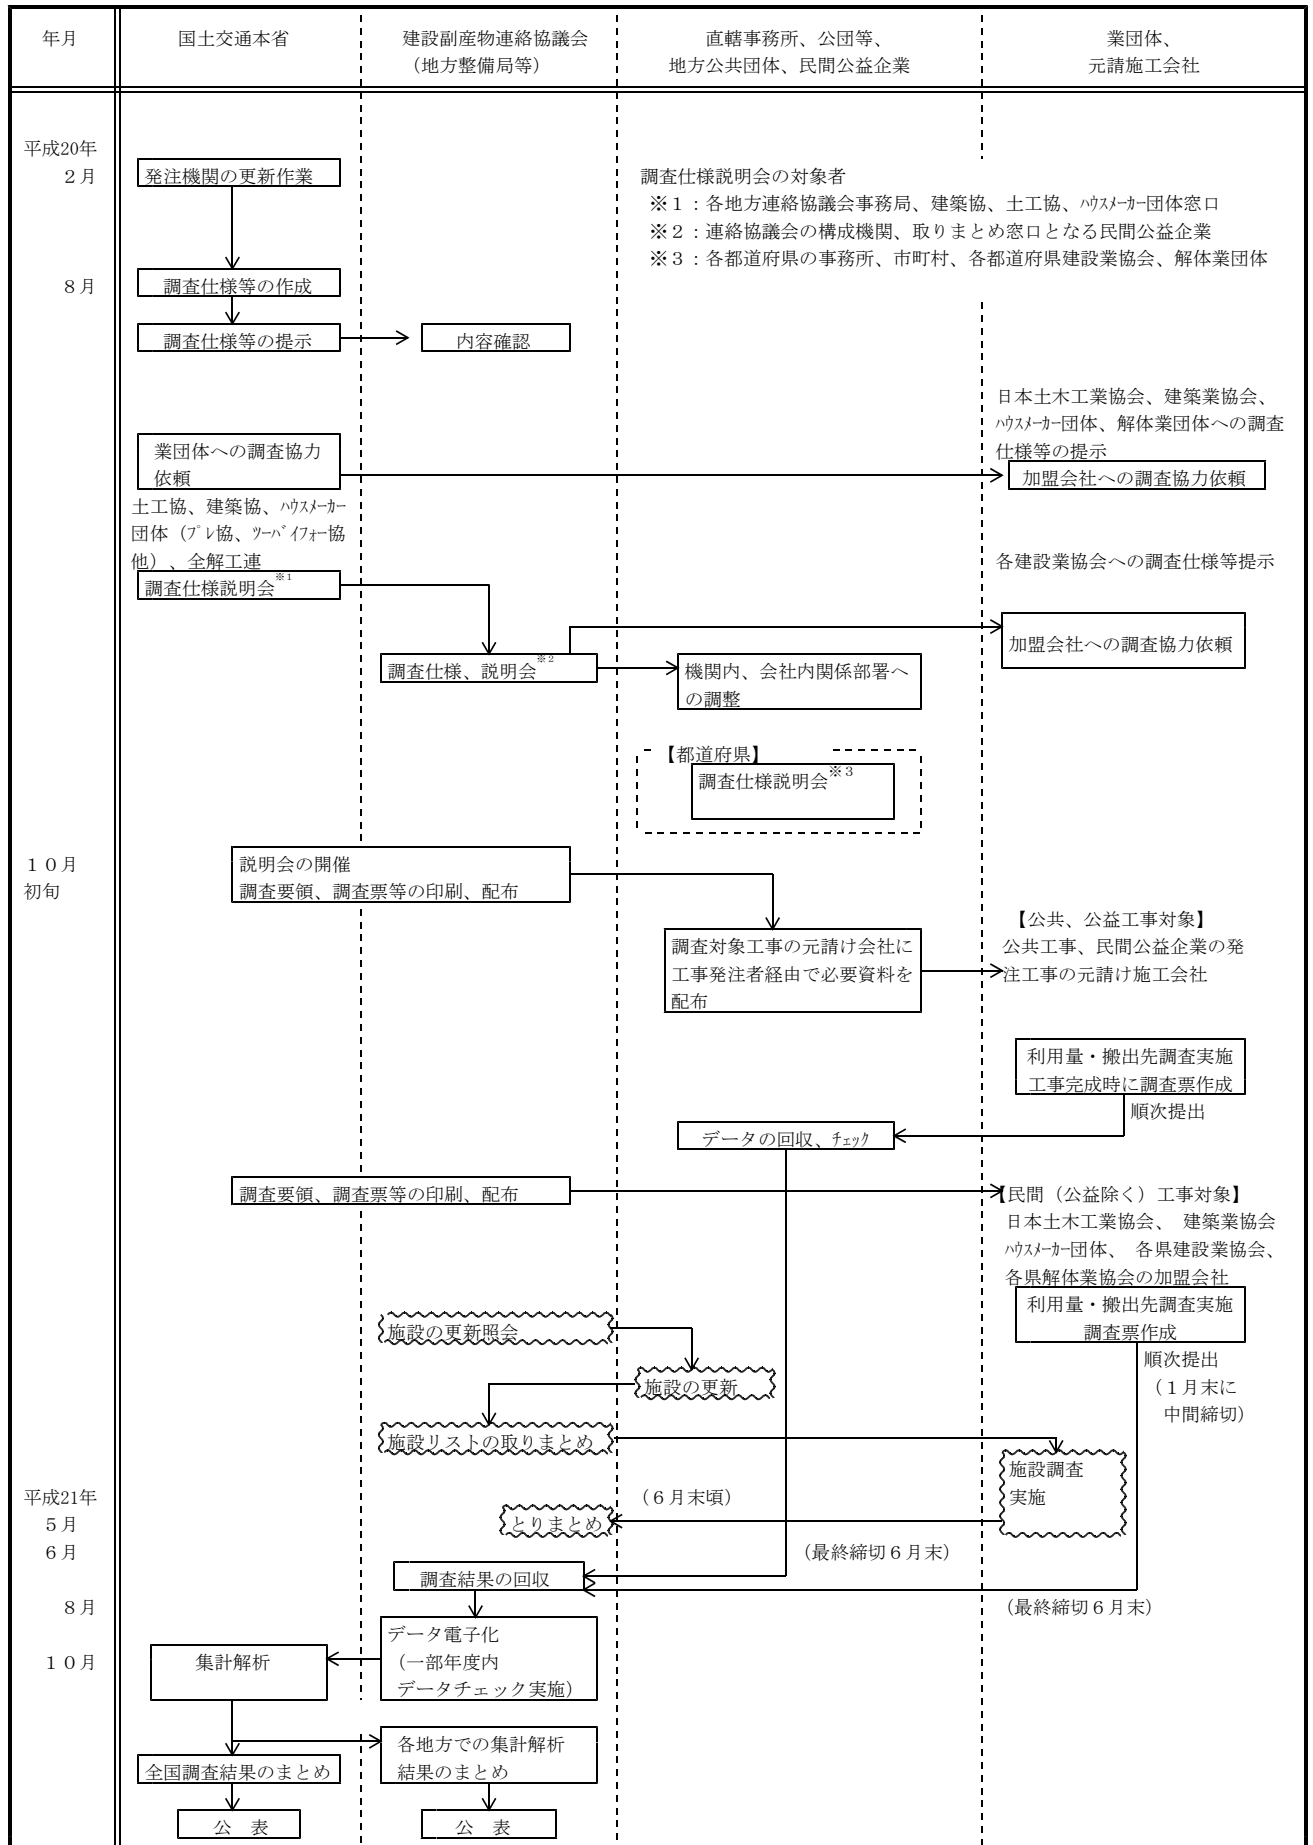 年月
国土交通本省
建設副産物連絡協議会
（地方整備局等）
直轄事務所、公団等、
地方公共団体、民間公益企業
業団体、
元請施工会社
平成20年
２月
発注機関の更新作業
調査仕様説明会の対象者
※１：各地方連絡協議会事務局、建築協、土工協、ﾊｳｽﾒｰｶｰ団体窓口
※２：連絡協議会の構成機関、取りまとめ窓口となる民間公益企業
※３：各都道府県の事務所、市町村、各都道府県建設業協会、解体業団体
８月
調査仕様等の作成
調査仕様等の提示
内容確認
日本土木工業協会、建築業協会、
ﾊｳｽﾒｰｶｰ団体、解体業団体への調査
仕様等の提示
業団体への調査協力
依頼
加盟会社への調査協力依頼
土工協、建築協、ﾊｳｽﾒｰｶｰ
団体（ﾌﾟﾚ協、ﾂｰﾊﾞｲﾌｫｰ協
他）、全解工連
各建設業協会への調査仕様等提示
調査仕様説明会※１
加盟会社への調査協力依頼
調査仕様、説明会※２
機関内、会社内関係部署へ
の調整
【都道府県】
調査仕様説明会※３
１０月
初旬
説明会の開催
調査要領、調査票等の印刷、配布
【公共、公益工事対象】
公共工事、民間公益企業の発
注工事の元請け施工会社
調査対象工事の元請け会社に
工事発注者経由で必要資料を
配布
利用量・搬出先調査実施
工事完成時に調査票作成
順次提出
データの回収、ﾁｪｯｸ
調査要領、調査票等の印刷、配布
【民間（公益除く）工事対象】
日本土木工業協会、 建築業協会
ﾊｳｽﾒｰｶｰ団体、 各県建設業協会、
各県解体業協会の加盟会社
利用量・搬出先調査実施
調査票作成
施設の更新照会
順次提出
（１月末に
中間締切）
施設の更新
施設リストの取りまとめ
施設調査
実施
平成21年
５月
６月
（６月末頃）
とりまとめ
（最終締切６月末）
調査結果の回収
８月
（最終締切６月末）
データ電子化
（一部年度内
データチェック実施）
１０月
集計解析
各地方での集計解析
結果のまとめ
全国調査結果のまとめ
公　表
公　表